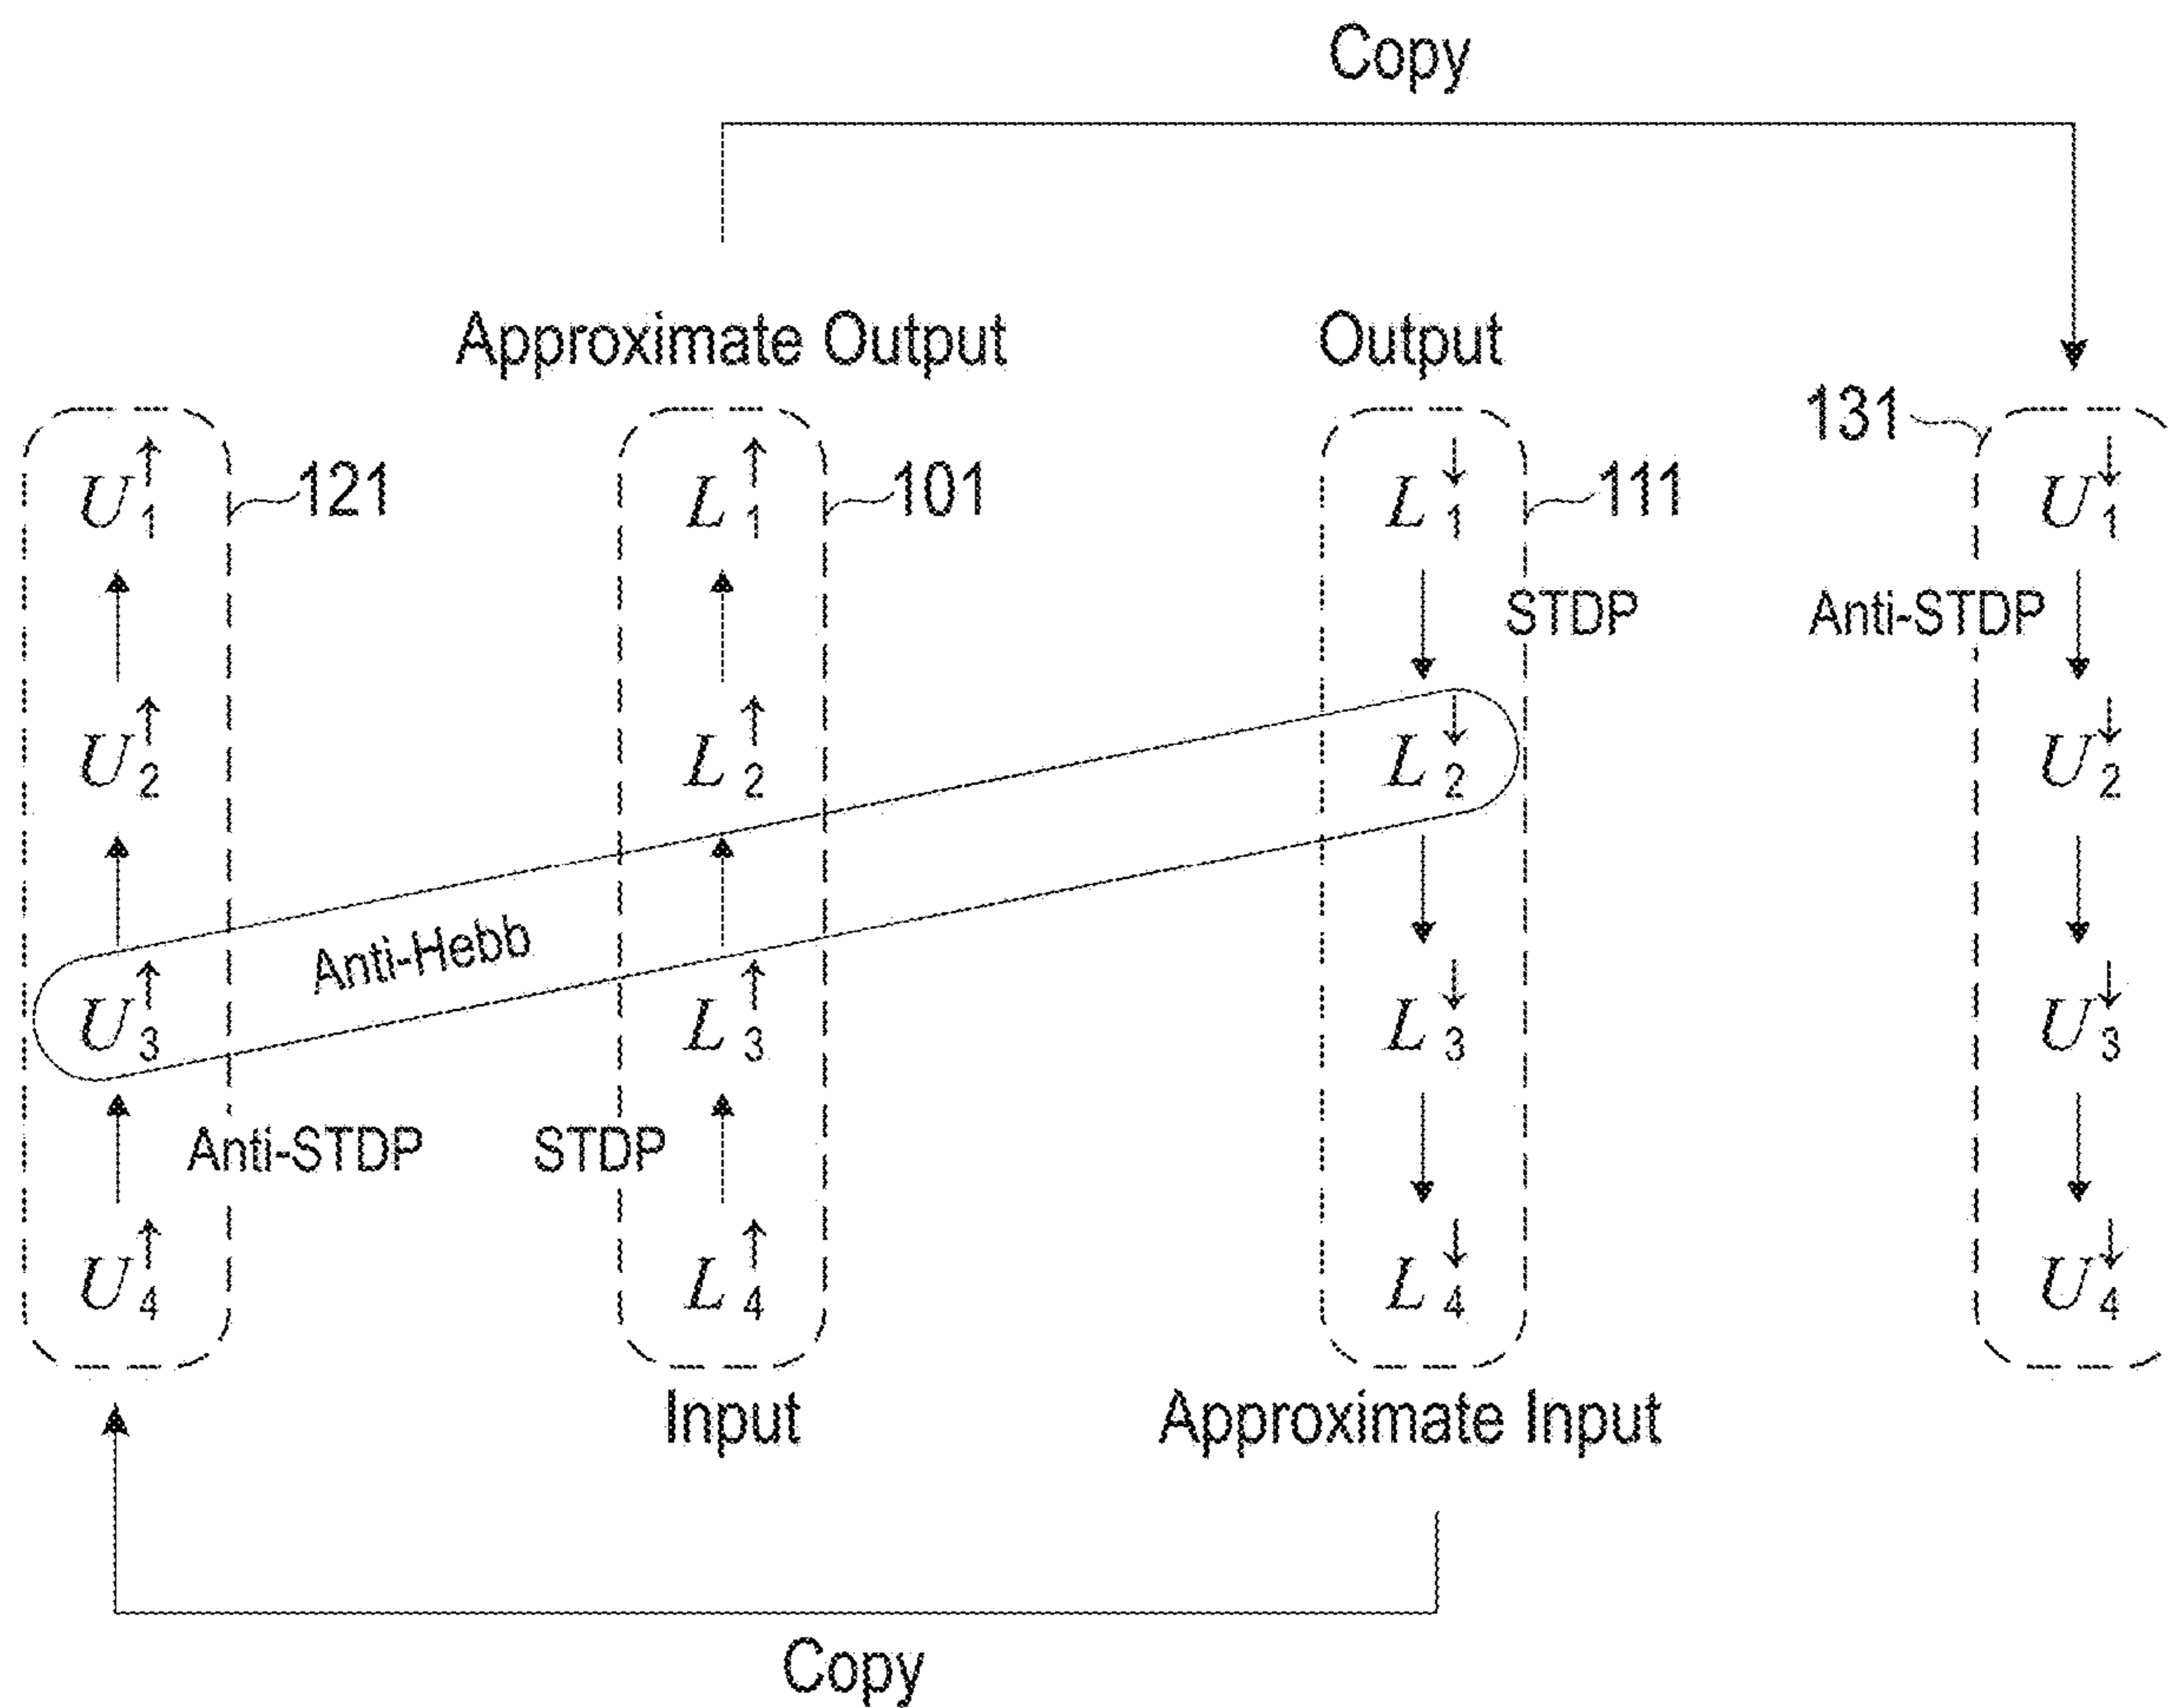 Copy
Approximate Output
Output
131
U↑1
121
L↑1
101
L↓1
111
U↓1
STDP
Anti-STDP
U↑2
L↑2
L↓2
U↓2
Anti-Hebb
U↑3
L↑3
L↓3
U↓3
Anti-STDP
STDP
U↑4
L↑4
L↓4
U↓4
Input
Approximate Input
Copy